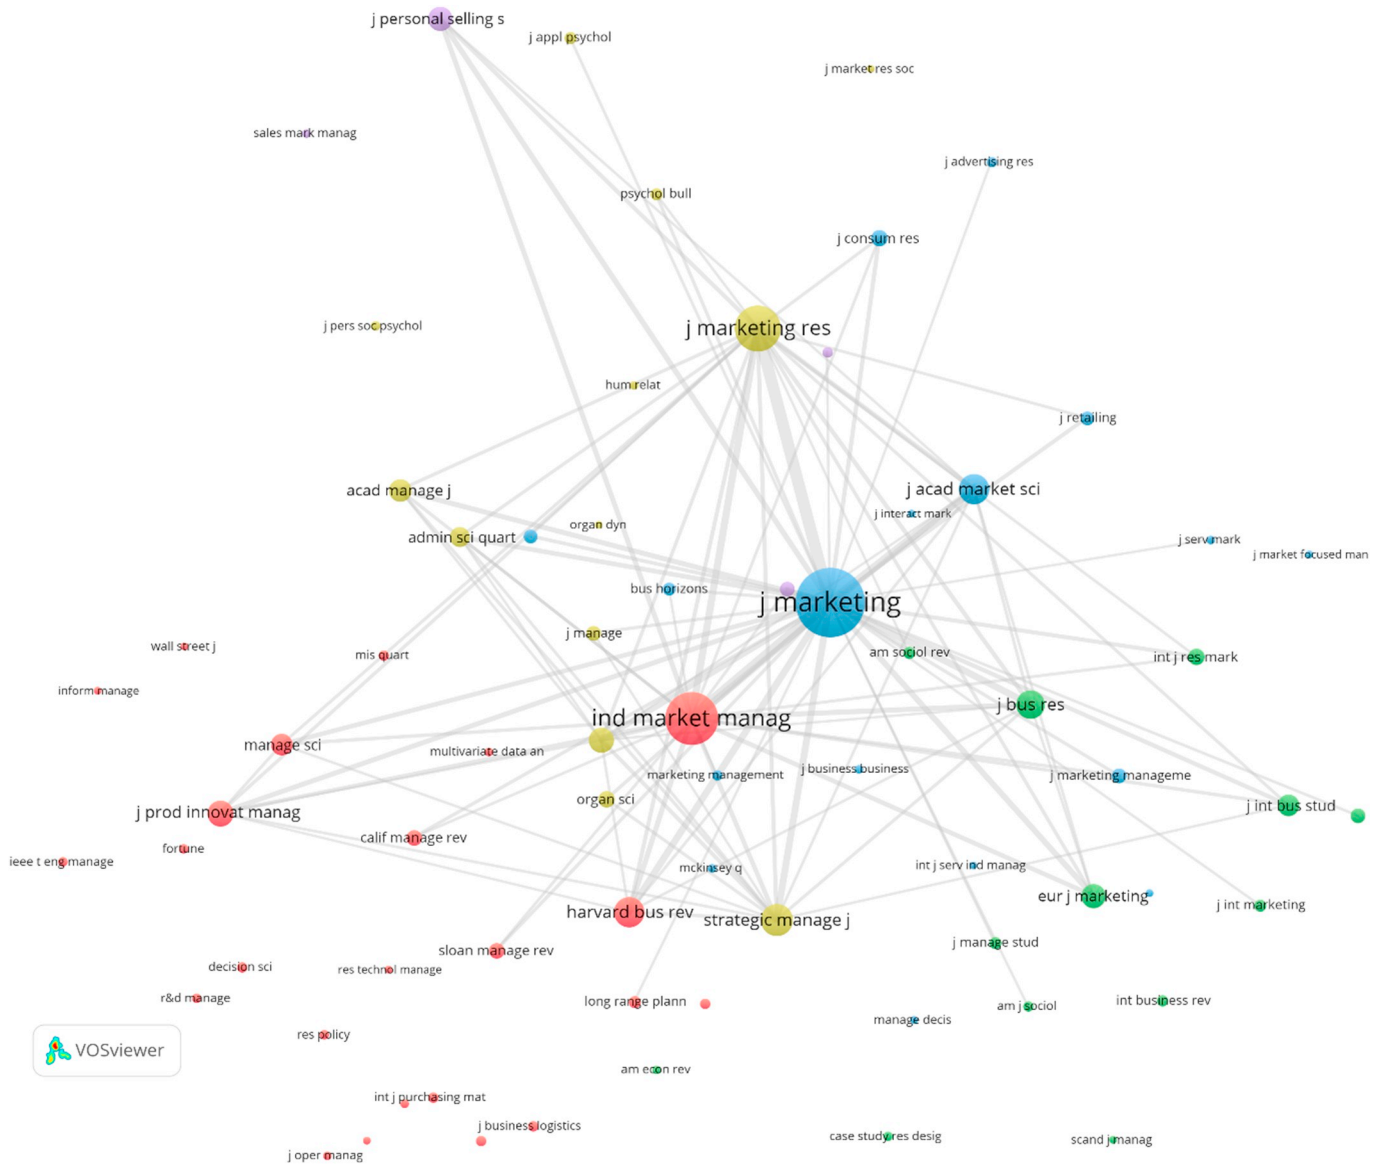 j personal selling s
j appl psychol
j market res soc
sales mark manag
j advertising res
psychol bull
j consum res
j pers soc psychol
j marketing res
hum relat
j retailing
acad manage j
j acad market sci
j interact mark
organ dyn
admin sci quart
j serv mark
j market focused man
bus horizons
j marketing
j manage
wall street j
mis quart
am sociol rev
int j res mark
inform manage
ind market manag
j bus res
manage sci
multivariate data an
marketing management
j business business
j marketing manageme
organ sci
j int bus stud
j prod innovat manag
calif manage rev
fortune
ieee t eng manage
mckinsey q
int j serv ind manag
eur j marketing
j int marketing
harvard bus rev
strategic manage j
j manage stud
sloan manage rev
decision sci
res technol manage
r&d manage
long range plann
am j sociol
int business rev
manage decis
res policy
VOSviewer
am econ rev
int j purchasing mat
j business logistics
case study res desig
scand j manag
j oper manag